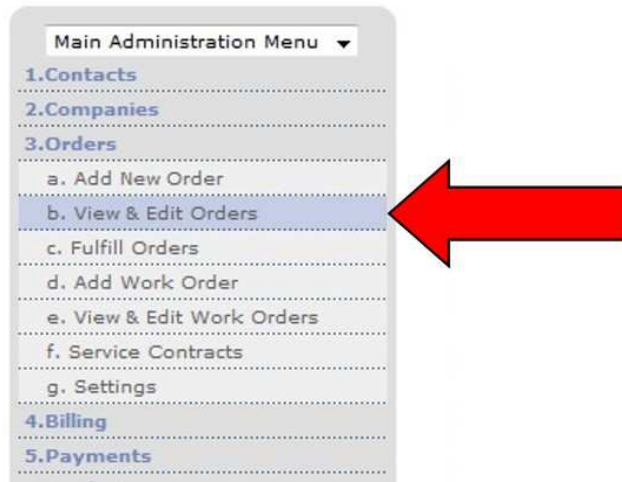 Main Administration Menu
1.Contacts
2.Companies
3.Orders
a. Add New Order
b. View & Edit Orders
c. Fulfill Orders
d. Add Work Order
e. View & Edit Work Orders
f. Service Contracts
g. Settings
4.Billing
5.Payments